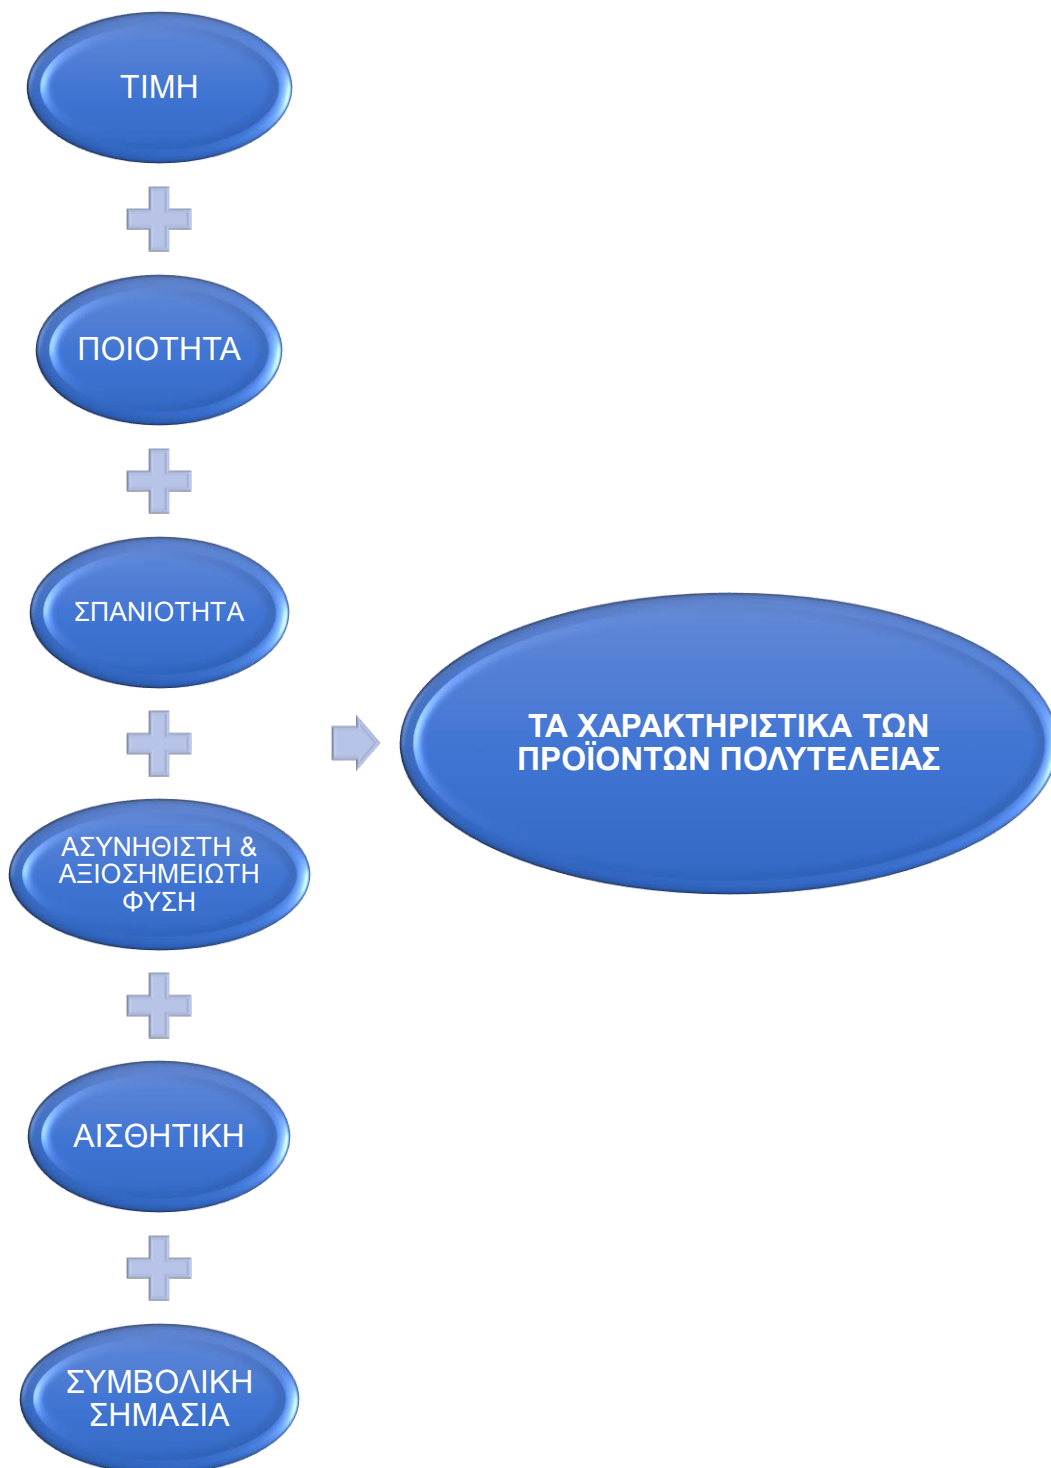 ΤΙΜΗ
ΠΟΙΟΤΗΤΑ
ΣΠΑΝΙΟΤΗΤΑ
ΑΣΥΝΗΘΙΣΤΗ &
ΑΞΙΟΣΗΜΕΙΩΤΗ
ΦΥΣΗ
ΑΙΣΘΗΤΙΚΗ
ΣΥΜΒΟΛΙΚΗ
ΣΗΜΑΣΙΑ
ΤΑ ΧΑΡΑΚΤΗΡΙΣΤΙΚΑ ΤΩΝ
ΠΡΟΪΟΝΤΩΝ ΠΟΛΥΤΕΛΕΙΑΣ